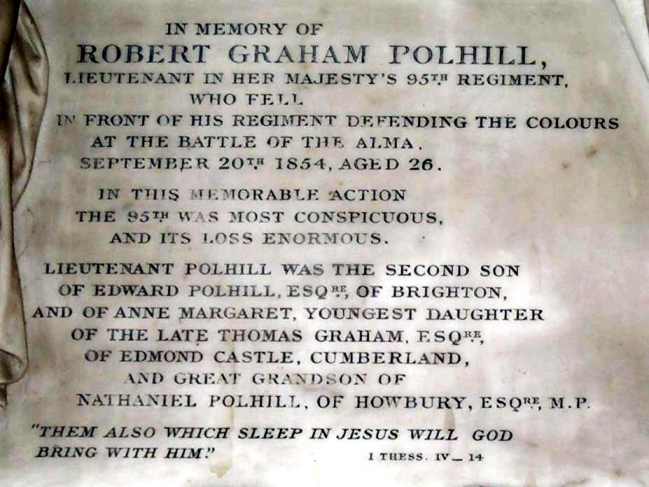 IN MEMORY OF
ROBERT GRAHAM POLHILL,
LIEUTENANT IN HER MAJESTY'S 95TH REGIMENT,
WHO FELL
IN FRONT OF HIS REGIMENT DEFENDING THE COLOURS
AT THE BATTLE OF THE ALMA.
SEPTEMBER 20TH 1854, AGED 26.
IN THIS MEMORABLE ACTION
THE 95TH WAS MOST CONSPICUOUS,
AND ITS LOSS ENORMOUS.
LIEUTENANT POLHILL WAS THE SECOND SON
OF EDWARD POLHILL, ESQRE, OF BRIGHTON,
AND OF ANNE MARGARET, YOUNGEST DAUGHTER
OF THE LATE THOMAS GRAHAM, ESQRE,
OF EDMOND CASTLE, CUMBERLAND,
AND GREAT GRANDSON OF
NATHANIEL POLHILL, OF HOWBURY, ESQRE, M.P.
"THEM ALSO WHICH SLEEP IN JESUS WILL GOD
BRING WITH HIM."
I THESS. IV — 14